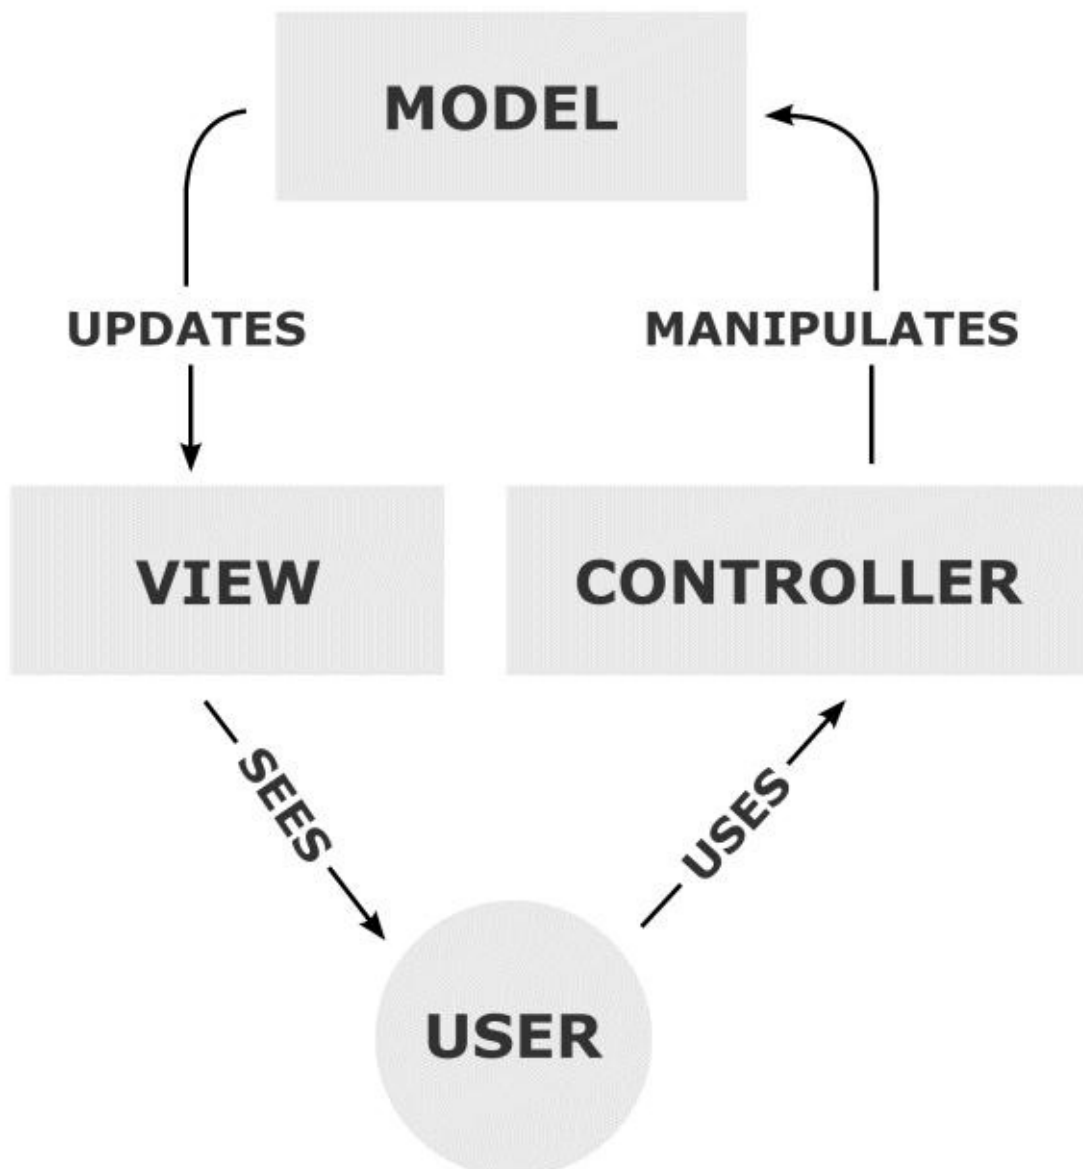 MODEL
UPDATES
MANIPULATES
VIEW
CONTROLLER
SEES
USES
USER